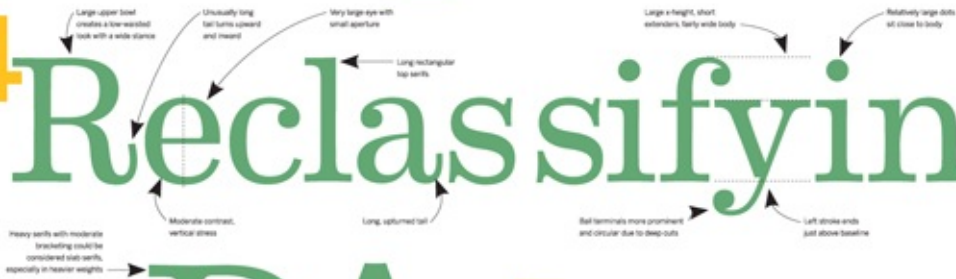 Large upper bowl
creates a low-waisted
look with a wide stance
Unusually long
tail turns upward
and inward
Very large eye with
small aperture
Long rectangular
top serifs
Large x-height, short
extenders, fairly wide body
Relatively large dots
sit close to body
Reclassifyin
Moderate contrast,
vertical stress
Long, upturned tail
Ball terminals more prominent
and circular due to deep cuts
Left stroke ends
just above baseline
Heavy serifs with moderate
bracketing could be
considered slab serifs,
especially in heavier weights